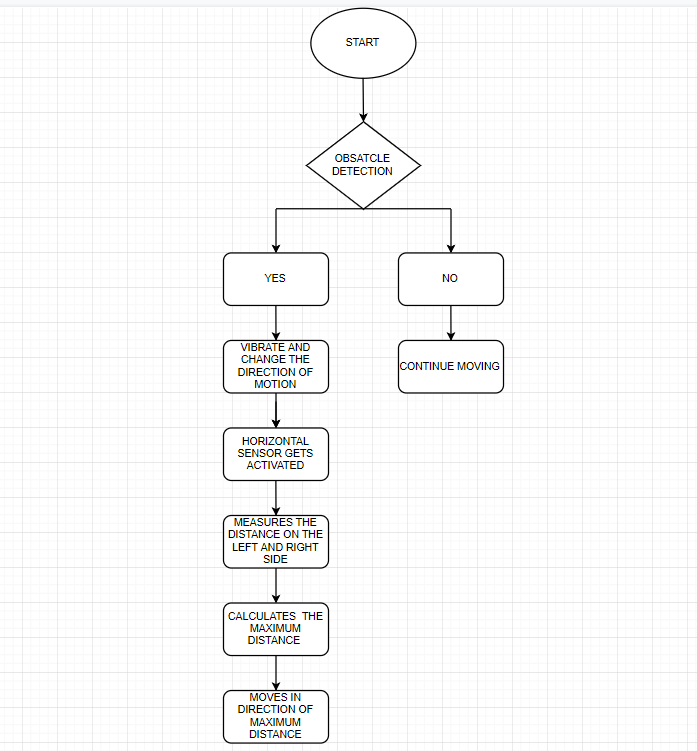 START
OBSATCLE
DETECTION
YES
NO
VIBRATE AND
CHANGE THE
DIRECTION OF
MOTION
CONTINUE MOVING
HORIZONTAL
SENSOR GETS
ACTIVATED
MEASURES THE
DISTANCE ON THE
LEFT AND RIGHT
SIDE
CALCULATES THE
MAXIMUM
DISTANCE
MOVES IN
DIRECTION OF
MAXIMUM
DISTANCE